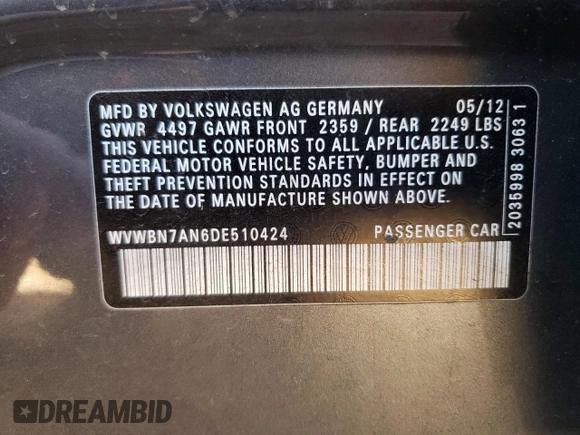 MFD BY VOLKSWAGEN AG GERMANY 05/12
GVWR 4497 GAWR FRONT 2359 / REAR 2249 LBS
THIS VEHICLE CONFORMS TO ALL APPLICABLE U.S.
FEDERAL MOTOR VEHICLE SAFETY, BUMPER AND
THEFT PREVENTION STANDARDS IN EFFECT ON
THE DATE OF MANUFACTURE SHOWN ABOVE.
WVWBN7AN6DE510424 PASSENGER CAR
2035998 3063 1
DREAMBID